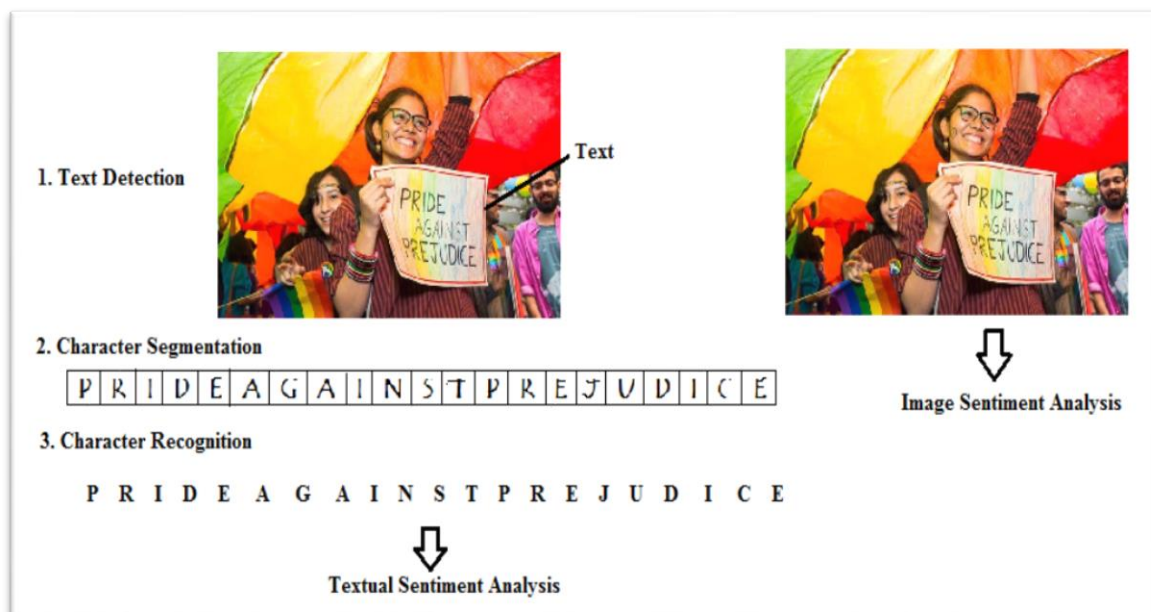 1. Text Detection
Text
PRIDE
AGAINST
PREJUDICE
PRIDE
AGAINST
PREJUDICE
2. Character Segmentation
P R I D E A G A I N S T P R E J U D I C E
Image Sentiment Analysis
3. Character Recognition
P R I D E A G A I N S T P R E J U D I C E
Textual Sentiment Analysis